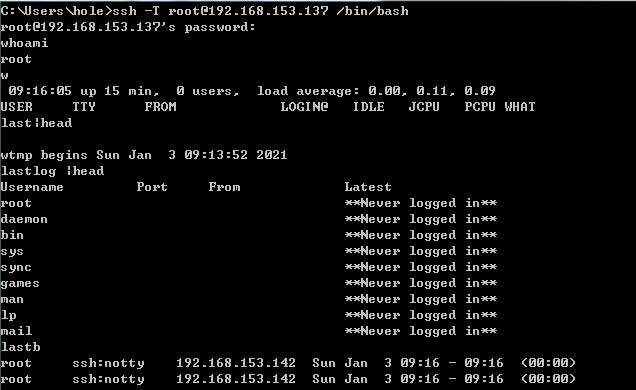 C:\Users\hole>ssh -T root@192.168.153.137 /bin/bash
root@192.168.153.137's password:
whoami
root
w
 09:16:05 up 15 min,  0 users,  load average: 0.00, 0.11, 0.09
USER     TTY      FROM             LOGIN@   IDLE   JCPU   PCPU WHAT
last|head

wtmp begins Sun Jan  3 09:13:52 2021
lastlog |head
Username         Port     From             Latest
root                                       **Never logged in**
daemon                                     **Never logged in**
bin                                        **Never logged in**
sys                                        **Never logged in**
sync                                       **Never logged in**
games                                      **Never logged in**
man                                        **Never logged in**
lp                                         **Never logged in**
mail                                       **Never logged in**
lastb
root     ssh:notty    192.168.153.142  Sun Jan  3 09:16 - 09:16  (00:00)
root     ssh:notty    192.168.153.142  Sun Jan  3 09:16 - 09:16  (00:00)